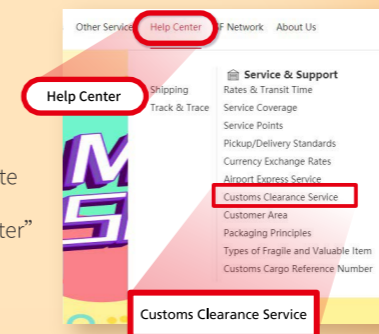 Other Service
Help Center
SF Network
About Us
Help Center
Service & Support
Shipping
Rates & Transit Time
Track & Trace
Service Coverage
Service Points
Pickup/Delivery Standards
Currency Exchange Rates
Airport Express Service
Customs Clearance Service
Customer Area
Packaging Principles
Types of Fragile and Valuable Item
Customs Cargo Reference Number
te
ter”
Customs Clearance Service